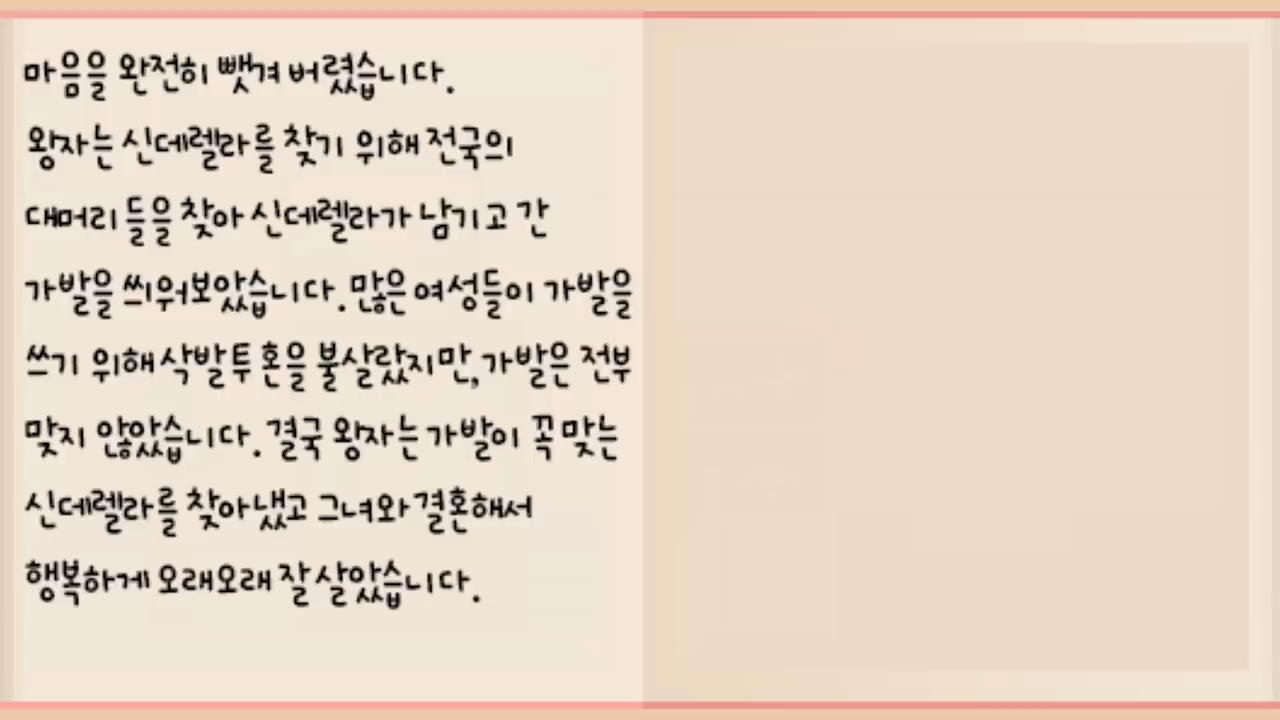 마음을 완전히 뺏겨 버렸습니다.
왕자는 신데렐라를 찾기 위해 전국의
대머리 들을 찾아 신데렐라가 남기고 간
가발을 씌워보았습니다. 많은 여성들이 가발을
쓰기 위해 삭발투혼을 불살랐지만, 가발은 전부
맞지 않았습니다. 결국 왕자는 가발이 꼭 맞는
신데렐라를 찾아냈고 그녀와 결혼해서
행복하게 오래오래 잘 살았습니다.